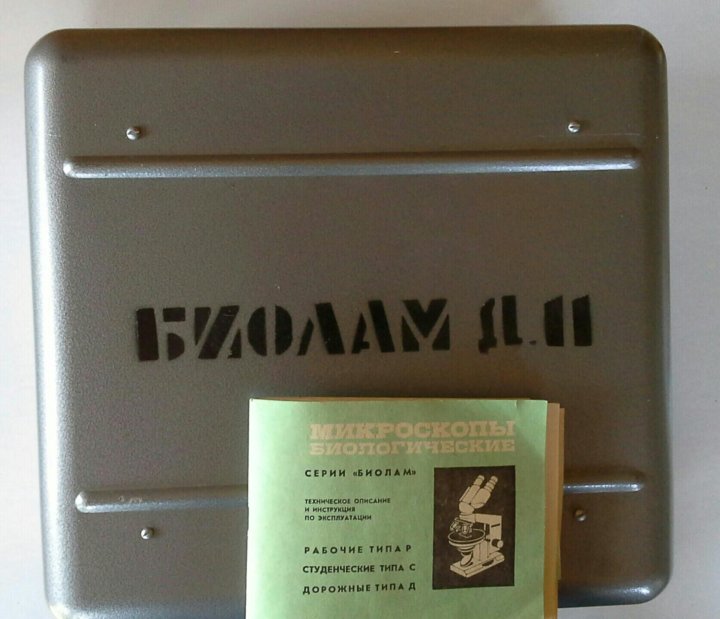 БИОЛАМ Д.11
МИКРОСКОПЫ
БИОЛОГИЧЕСКИЕ
СЕРИИ «БИОЛАМ»
ТЕХНИЧЕСКОЕ ОПИСАНИЕ
И ИНСТРУКЦИЯ
ПО ЭКСПЛУАТАЦИИ
РАБОЧИЕ ТИПА Р
СТУДЕНЧЕСКИЕ ТИПА С
ДОРОЖНЫЕ ТИПА Д